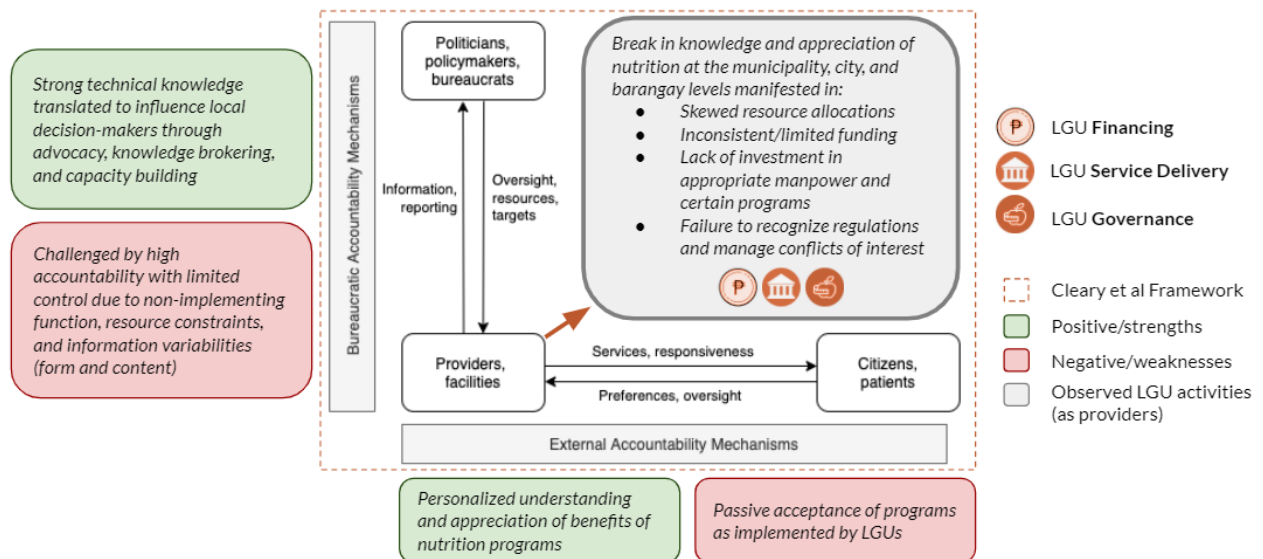 Strong technical knowledge
translated to influence local
decision-makers through
advocacy, knowledge brokering,
and capacity building
Challenged by high
accountability with limited
control due to non-implementing
function, resource constraints,
and information variabilities
(form and content)
Bureaucratic Accountability Mechanisms
Politicians,
policymakers,
bureaucrats
Information,
reporting
Oversight,
resources,
targets
Break in knowledge and appreciation of
nutrition at the municipality, city, and
barangay levels manifested in:
● Skewed resource allocations
● Inconsistent/limited funding
● Lack of investment in
appropriate manpower and
certain programs
● Failure to recognize regulations
and manage conflicts of interest
₱
Providers,
facilities
Services, responsiveness
Preferences, oversight
Citizens,
patients
External Accountability Mechanisms
Personalized understanding
and appreciation of benefits of
nutrition programs
Passive acceptance of programs
as implemented by LGUs
₱ LGU Financing
LGU Service Delivery
LGU Governance
Cleary et al Framework
Positive/strengths
Negative/weaknesses
Observed LGU activities
(as providers)